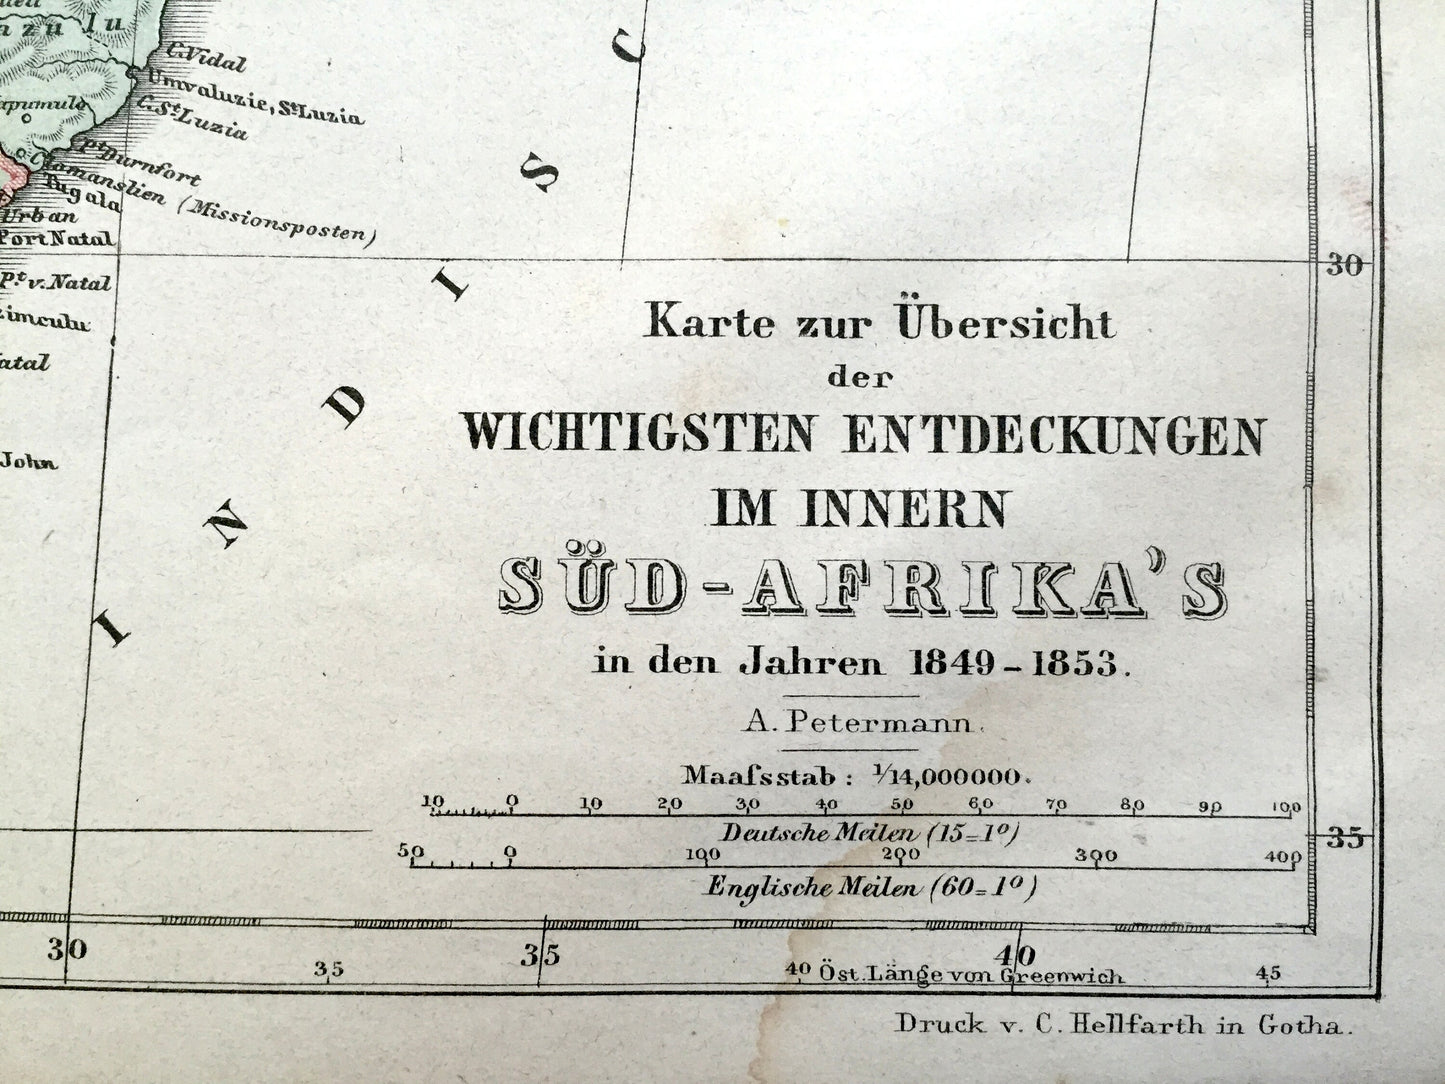 azulu
C. Vidal
Umvaluzie, St Luzia
C. St Luzia
Pt Durnfort
Tugala
(Missionsposten)
Urban
Port Natal
Pt v. Natal
John
INDISC
30
Karte zur Übersicht
der
WICHTIGSTEN ENTDECKUNGEN
IM INNERN
SÜD-AFRIKA'S
in den Jahren 1849-1853.
A. Petermann.
Maaſsstab: 1/14,000000.
10 0 10 20 30 40 50 60 70 80 90 100
Deutsche Meilen (15=1°)
50 0 100 200 300 400
Englische Meilen (60=1°)
35
30 35 40
35 40 Öst. Länge von Greenwich 45
Druck v. C. Hellfarth in Gotha.